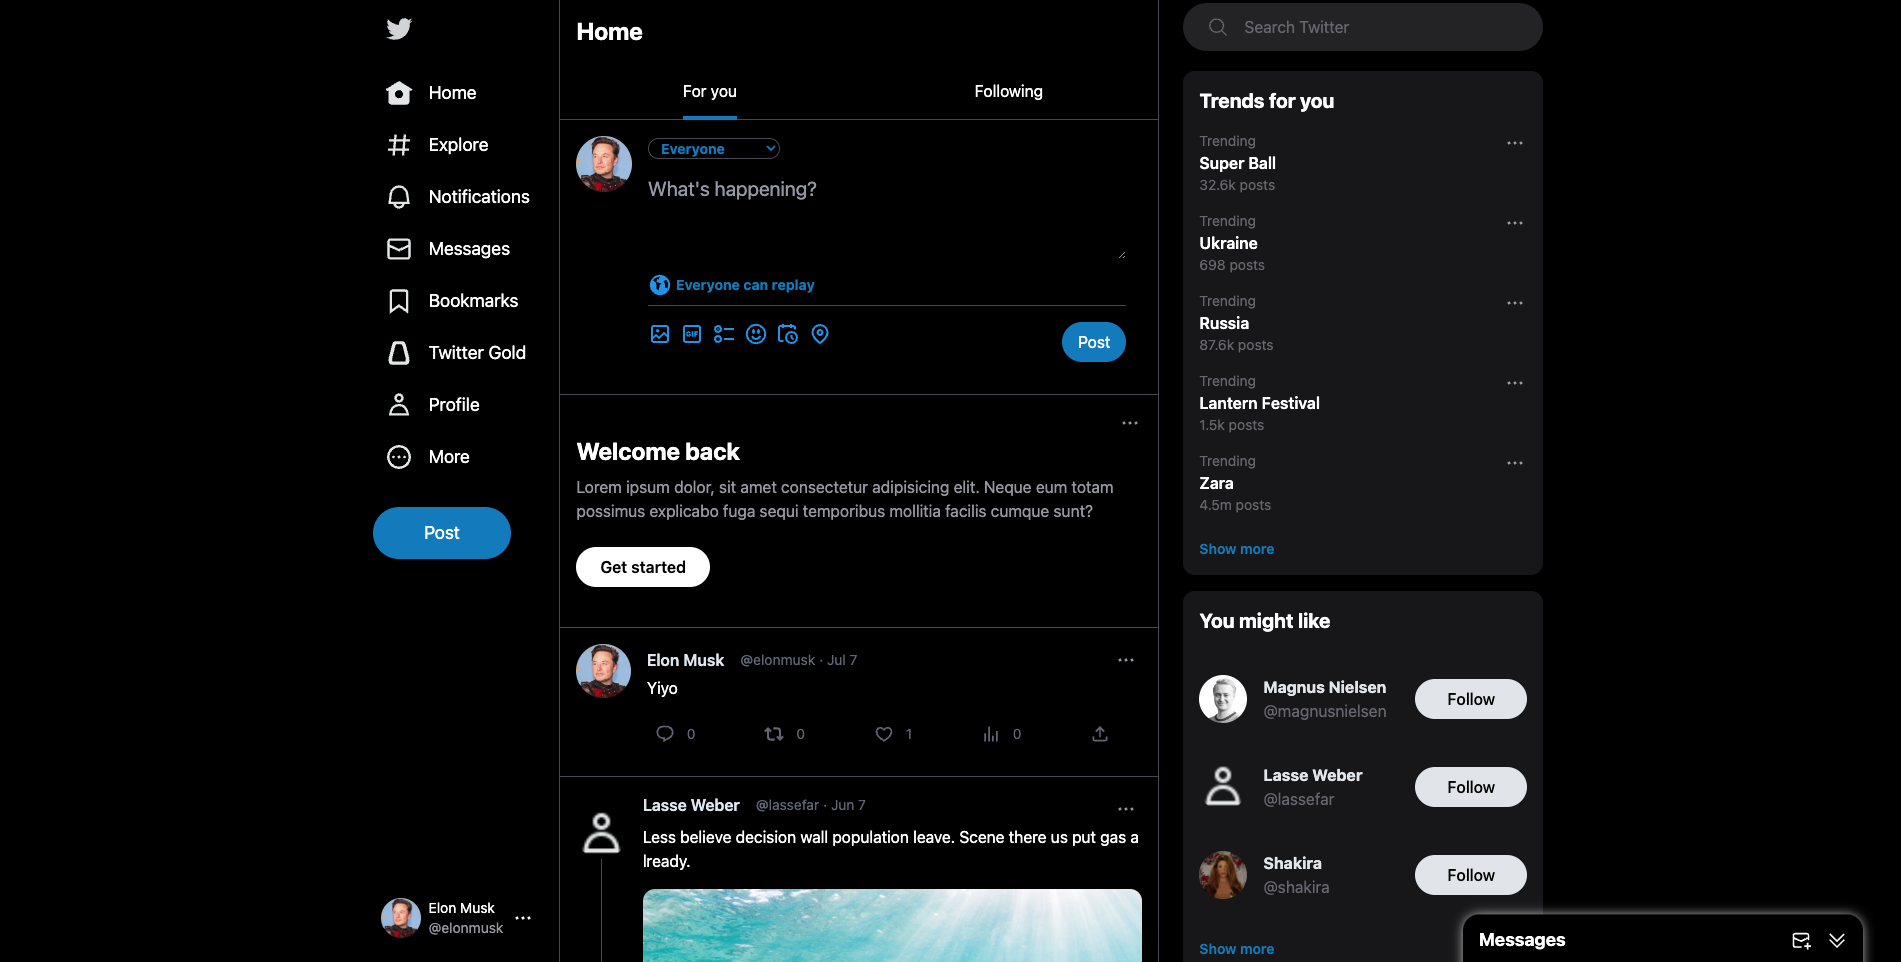 Home
Explore
Notifications
Messages
Bookmarks
Twitter Gold
Profile
More
Post
Elon Musk
@elonmusk
Home
For you
Following
Everyone
What's happening?
Everyone can replay
GIF
Post
Welcome back
Lorem ipsum dolor, sit amet consectetur adipisicing elit. Neque eum totam
possimus explicabo fuga sequi temporibus mollitia facilis cumque sunt?
Get started
Elon Musk @elonmusk · Jul 7
Yiyo
0 0 1 0
Lasse Weber @lassefar · Jun 7
Less believe decision wall population leave. Scene there us put gas a
lready.
Search Twitter
Trends for you
Trending
Super Ball
32.6k posts
Trending
Ukraine
698 posts
Trending
Russia
87.6k posts
Trending
Lantern Festival
1.5k posts
Trending
Zara
4.5m posts
Show more
You might like
Magnus Nielsen
@magnusnielsen
Follow
Lasse Weber
@lassefar
Follow
Shakira
@shakira
Follow
Show more
Messages